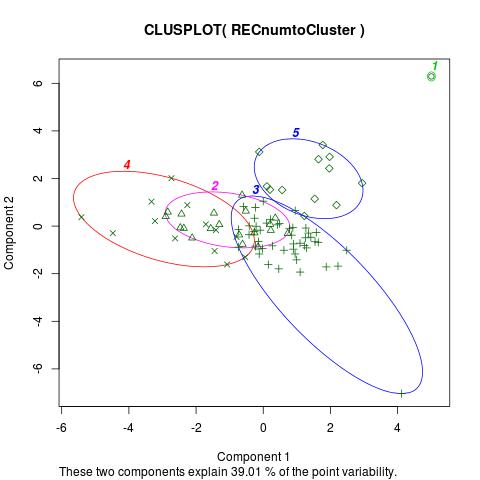 CLUSPLOT( RECnumtoCluster )
1
6
5
4
4
2
3
2
0
-2
-4
-6
Component 2
-6 -4 -2 0 2 4
Component 1
These two components explain 39.01 % of the point variability.